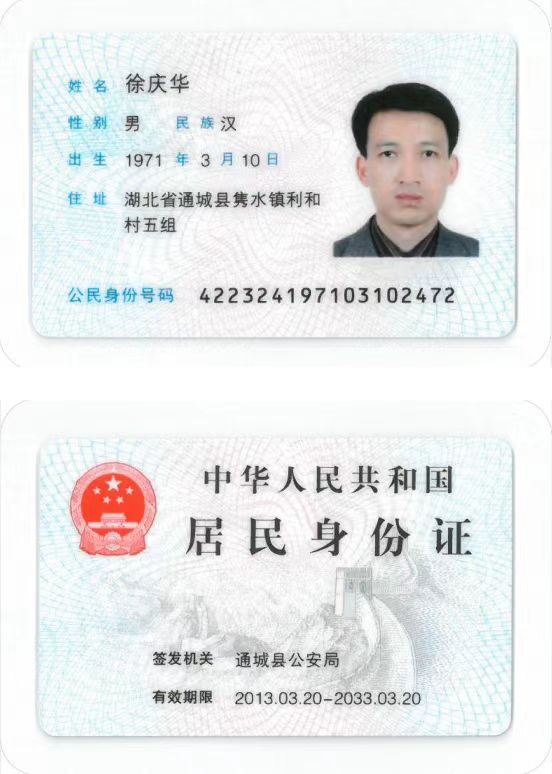 姓名 徐庆华
性别 男 民族 汉
出生 1971 年 3 月 10 日
住址 湖北省通城县隽水镇利和
村五组
公民身份号码 422324197103102472
中华人民共和国
居民身份证
签发机关 通城县公安局
有效期限 2013.03.20-2033.03.20